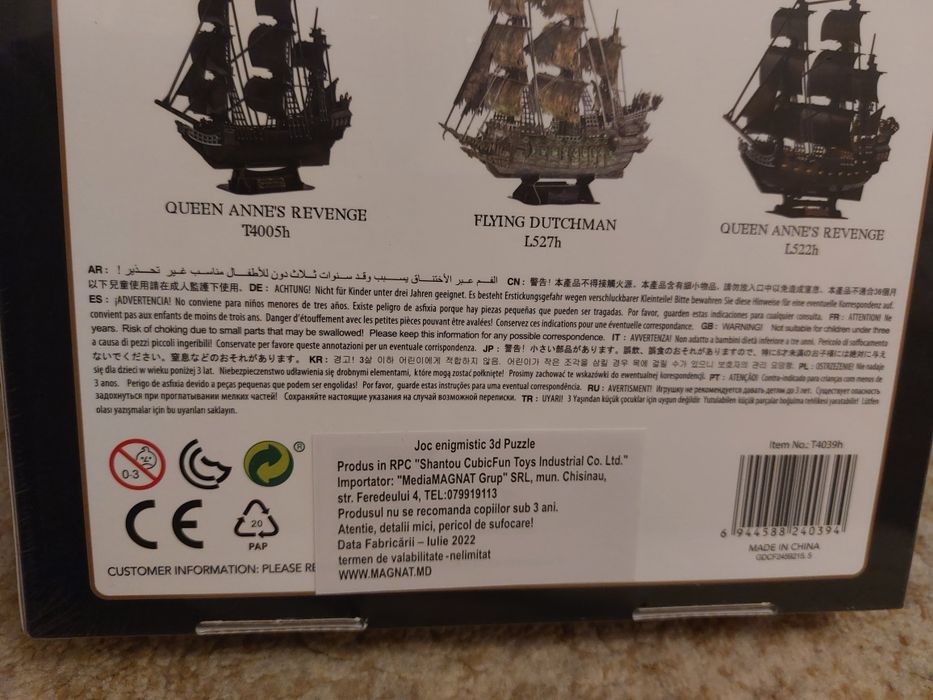 QUEEN ANNE'S REVENGE
T4005h
FLYING DUTCHMAN
L527h
QUEEN ANNE'S REVENGE
L522h
AR : الفم عبر الاختناق يسبب وقد سنوات ثلاث دون للأطفال مناسب غير تحذير !
CN : 警告! 本產品不得接觸火源。本產品含有細小物品，請勿放入口中以免造成窒息。本產品不適合36個月
以下兒童使用請在成人監護下使用。DE : ACHTUNG! Nicht für Kinder unter drei Jahren geeignet. Es besteht Erstickungsgefahr wegen verschluckbarer Kleinteile! Bitte bewahren Sie diese Hinweise für eine eventuelle Korrespondenz auf.
ES : ¡ADVERTENCIA! No conviene para niños menores de tres años. Existe peligro de asfixia porque hay piezas pequeñas que pueden ser tragadas. Por favor, guarden estas indicaciones para cualquier consulta. FR : ATTENTION! Ne
convient pas aux enfants de moins de trois ans. Danger d'étouffement avec les petites pièces pouvant être avalées! Conservez ces indications pour une éventuelle correspondance. GB : WARNING! Not suitable for children under three
years. Risk of choking due to small parts that may be swallowed! Please keep this information for any possible correspondence. IT : AVVERTENZA! Non adatto a bambini di età inferiore a tre anni. Pericolo di soffocamento
a causa di pezzi piccoli ingeribili! Conservate per favore queste annotazioni per un eventuale corrispondenza. JP : 警告! 小さい部品があります。誤飲、誤食のおそれがありますので、特に3才未満のお子様には絶対に与え
ないでください。窒息などのおそれがあります。KR : 경고! 3살 이하 어린이에게 적합하지 않음. 어린이가 작은 조각을 삼킬 경우 목에 걸릴 수가 있으니 보호자의 관리 요망함. PL : OSTRZEŻENIE! Nie nadaje
się dla dzieci w wieku poniżej 3 lat. Niebezpieczeństwo udławienia się drobnymi elementami, które mogą zostać połknięte! Prosimy zachować te wskazówki do ewentualnej korespondencji. PT : ATENÇÃO! Contra-indicado para crianças com menos de
3 anos. Perigo de asfixia devido a peças pequenas que podem ser engolidas! Por favor, guarde estas instruções para uma eventual correspondência. RU : AVERTISMENT! Игрушку не рекомендуется давать детям до 3 лет. Существует опасность
задохнуться при проглатывании мелких частей! Сохраняйте настоящие указания на случай возможной переписки. TR : UYARI! 3 Yaşından küçük çocuklar için uygun değildir. Yutulabilen küçük parçalar boğulma tehlikesi yaratabilir! Lütfen
olası yazışmalar için bu uyarıları saklayın.
0-3
®
CE
20
PAP
CUSTOMER INFORMATION: PLEASE RE
Joc enigmistic 3d Puzzle
Produs in RPC "Shantou CubicFun Toys Industrial Co. Ltd."
Importator: "MediaMAGNAT Grup" SRL, mun. Chisinau,
str. Feredeului 4, TEL:079919113
Produsul nu se recomanda copiilor sub 3 ani.
Atentie, detalii mici, pericol de sufocare!
Data Fabricării – Iulie 2022
termen de valabilitate -nelimitat
WWW.MAGNAT.MD
Item No.: T4039h
6 944588 240394
MADE IN CHINA
GDCF2459215. 5